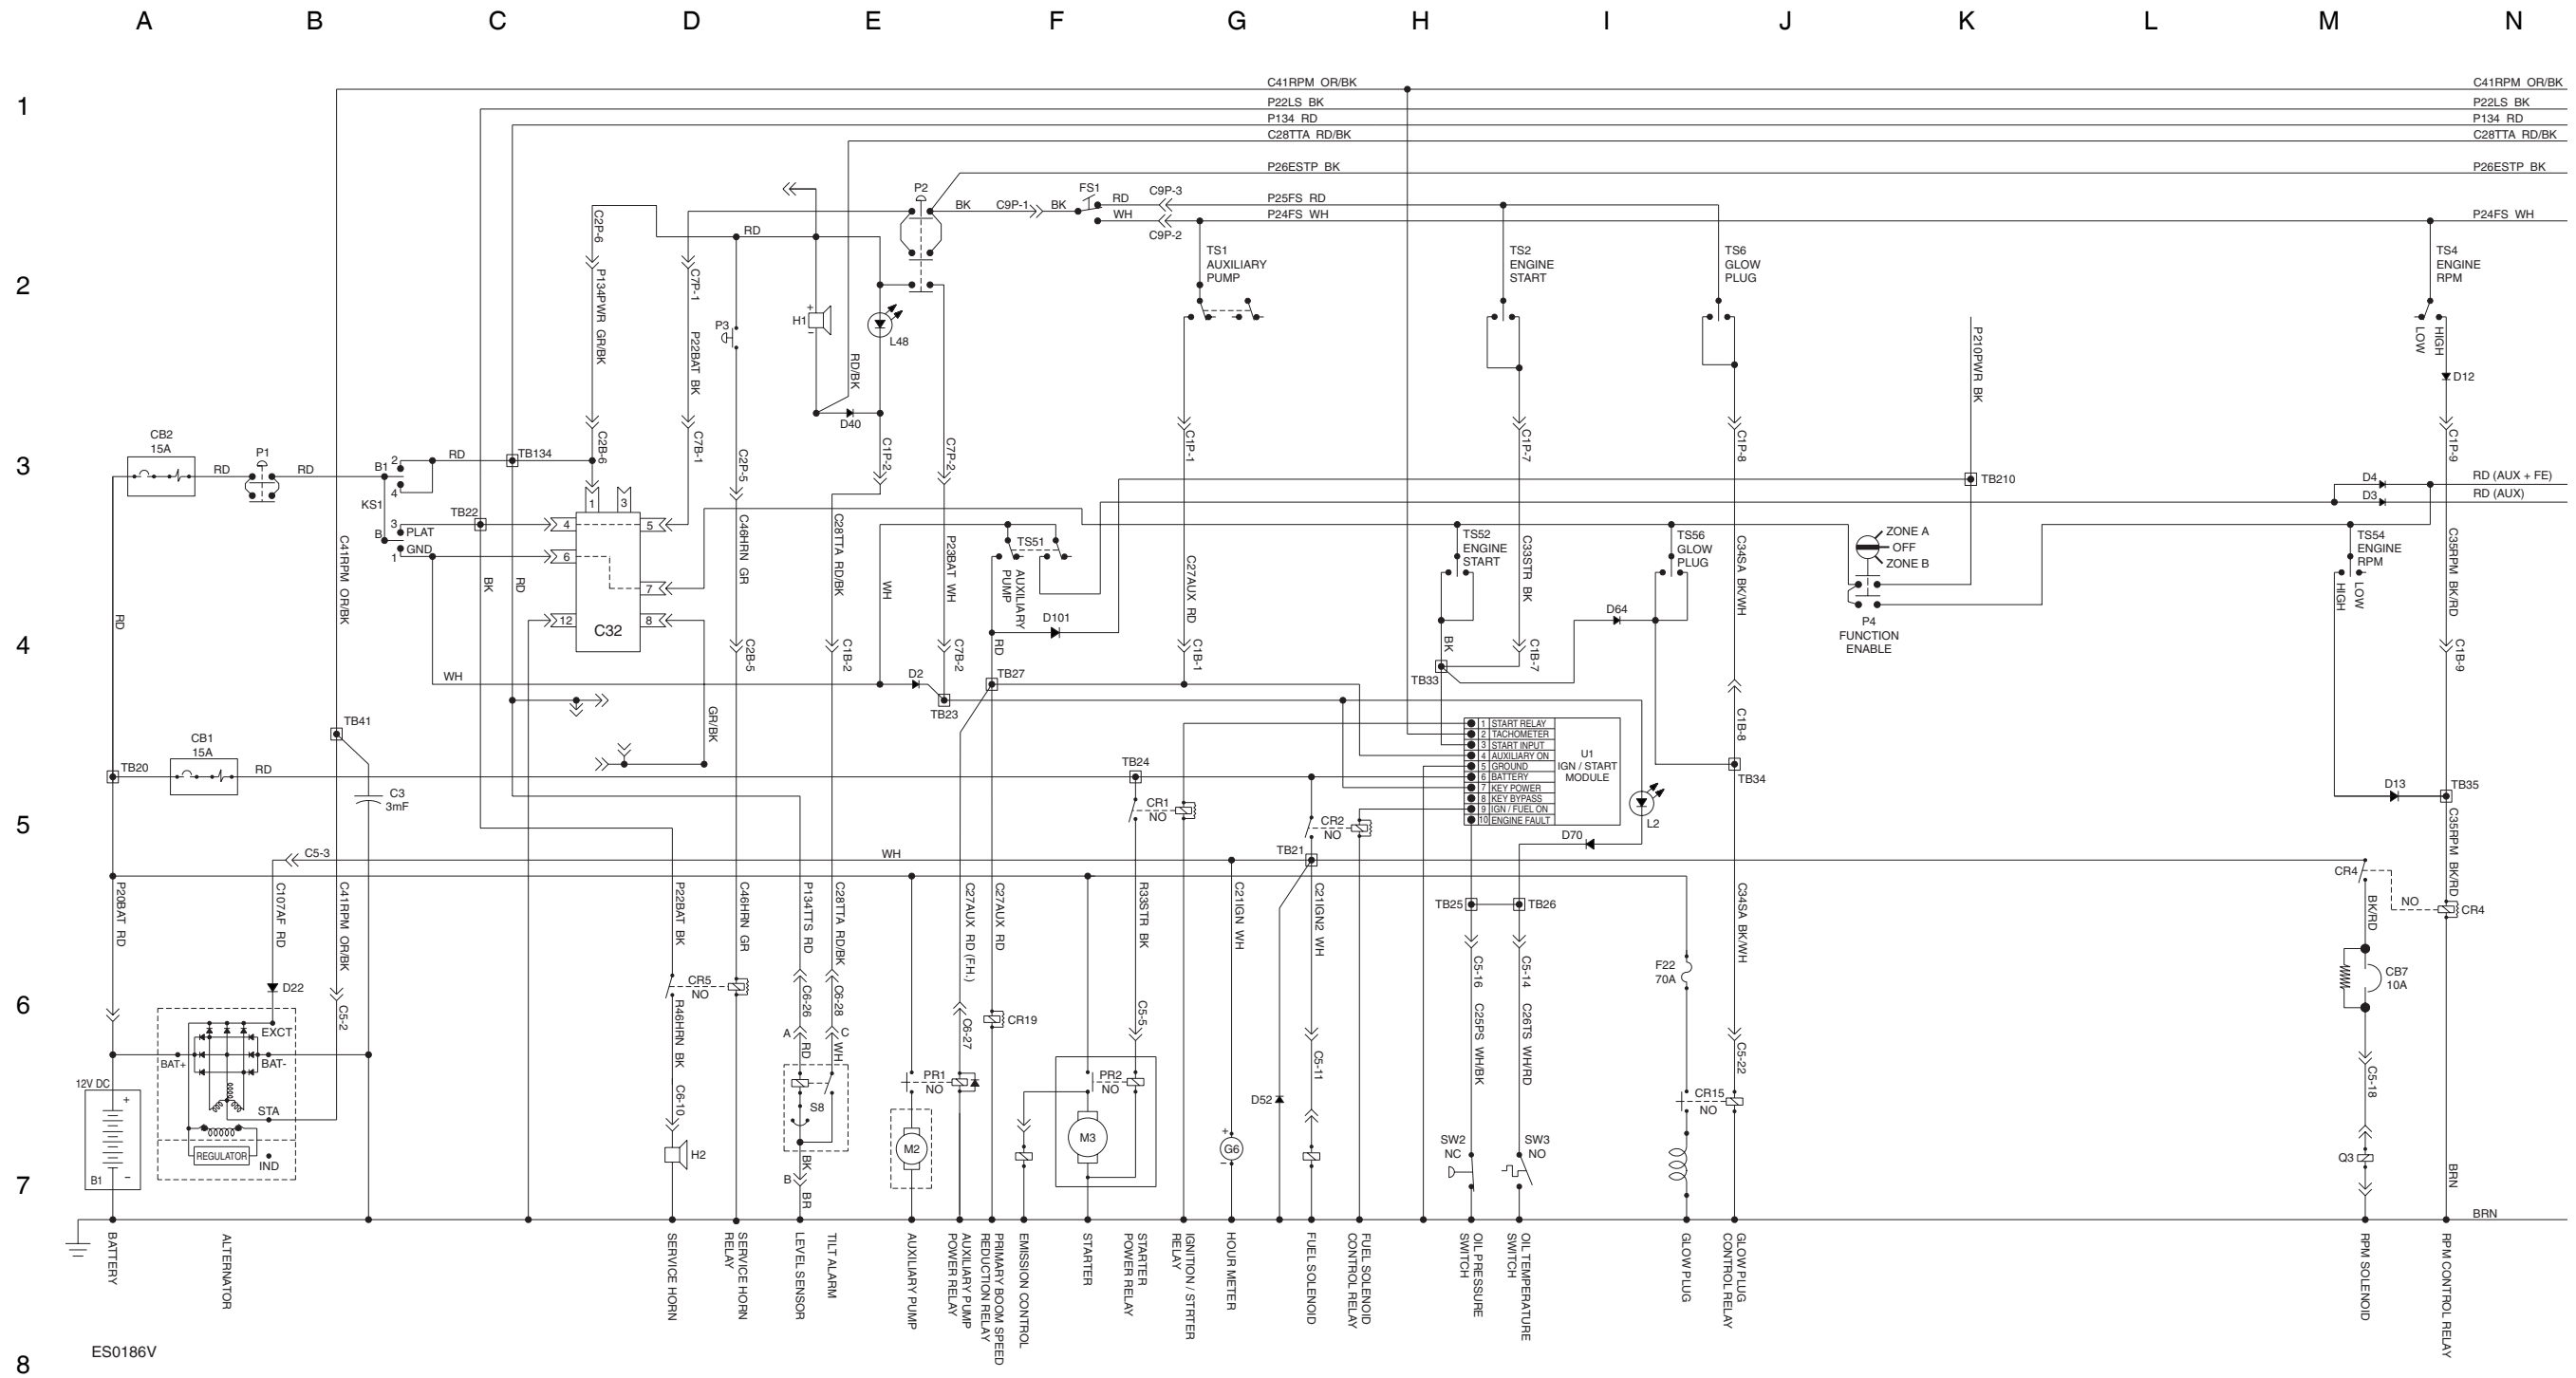 A B C D E F G H I J K L M N
1
C41RPM OR/BK
C41RPM OR/BK
P22LS BK
P22LS BK
P134 RD
P134 RD
C28TTA RD/BK
C28TTA RD/BK
P26ESTP BK
P26ESTP BK
P2
BK
C9P-1
BK
FS1
RD
C9P-3
P25FS RD
WH
C9P-2
P24FS WH
P24FS WH
2
C2P-6
RD
P134PWR GR/BK
C7P-1
P22BAT BK
P3
+
H1
–
L48
RD/BK
D40
TS1
AUXILIARY
PUMP
TS2
ENGINE
START
TS6
GLOW
PLUG
P210PWR BK
TS4
ENGINE
RPM
LOW
HIGH
D12
3
CB2
15A
RD
P1
RD
B1
2
4
KS1
3
B
PLAT
GND
1
RD
TB134
TB22
C2B-6
C7B-1
C2P-5
C1P-2
C7P-2
C1P-1
C1P-7
C1P-8
C1P-9
TB210
D4
D3
RD (AUX + FE)
RD (AUX)
1
3
4
5
6
7
12
8
C32
C41RPM OR/BK
BK
RD
C46HRN GR
C28TTA RD/BK
WH
P23BAT WH
TS51
AUXILIARY
PUMP
D101
C27AUX RD
TS52
ENGINE
START
C33STR BK
TS56
GLOW
PLUG
C34SA BK/WH
ZONE A
OFF
ZONE B
P4
FUNCTION
ENABLE
TS54
ENGINE
RPM
HIGH
LOW
C35RPM BK/RD
4
RD
WH
GR/BK
C2B-5
C1B-2
D2
C7B-2
TB23
RD
TB27
C1B-1
BK
TB33
C1B-7
D64
C1B-8
C1B-9
TB41
TB20
CB1
15A
RD
C3
3mF
TB24
CR1
NO
CR2
NO
1 START RELAY
2 TACHOMETER
3 START INPUT
4 AUXILIARY ON
5 GROUND
6 BATTERY
7 KEY POWER
8 KEY BYPASS
9 IGN / FUEL ON
10 ENGINE FAULT
U1
IGN / START
MODULE
L2
D70
TB34
D13
TB35
5
C5-3
WH
TB21
CR4
C35RPM BK/RD
P20BAT RD
C107AF RD
C41RPM OR/BK
P22BAT BK
C46HRN GR
P134TTS RD
C28TTA RD/BK
C27AUX RD (F.H.)
C27AUX RD
R33STR BK
C21IGN WH
C21IGN2 WH
TB25
TB26
C34SA BK/WH
BK/RD
NO
CR4
6
D22
C5-2
CR5
NO
R46HRN BK
C6-26
C6-28
C6-27
CR19
C5-5
C5-11
C5-16
C25PS WH/BK
C5-14
C26TS WH/RD
F22
70A
C5-22
CB7
10A
EXCT
BAT+
BAT-
STA
REGULATOR
IND
12V DC
+
–
B1
C6-10
H2
A
RD
C
WH
S8
BK
B
BR
PR1
NO
M2
PR2
NO
M3
+
G6
–
D52
SW2
NC
SW3
NO
CR15
NO
C5-18
Q3
7
BRN
BRN
BATTERY
ALTERNATOR
SERVICE HORN
SERVICE HORN
RELAY
LEVEL SENSOR
TILT ALARM
AUXILIARY PUMP
AUXILIARY PUMP
POWER RELAY
PRIMARY BOOM SPEED
REDUCTION RELAY
EMISSION CONTROL
STARTER
STARTER
POWER RELAY
IGNITION / STRTER
RELAY
HOUR METER
FUEL SOLENOID
FUEL SOLENOID
CONTROL RELAY
OIL PRESSURE
SWITCH
OIL TEMPERATURE
SWITCH
GLOW PLUG
GLOW PLUG
CONTROL RELAY
RPM SOLENOID
RPM CONTROL RELAY
ES0186V
8